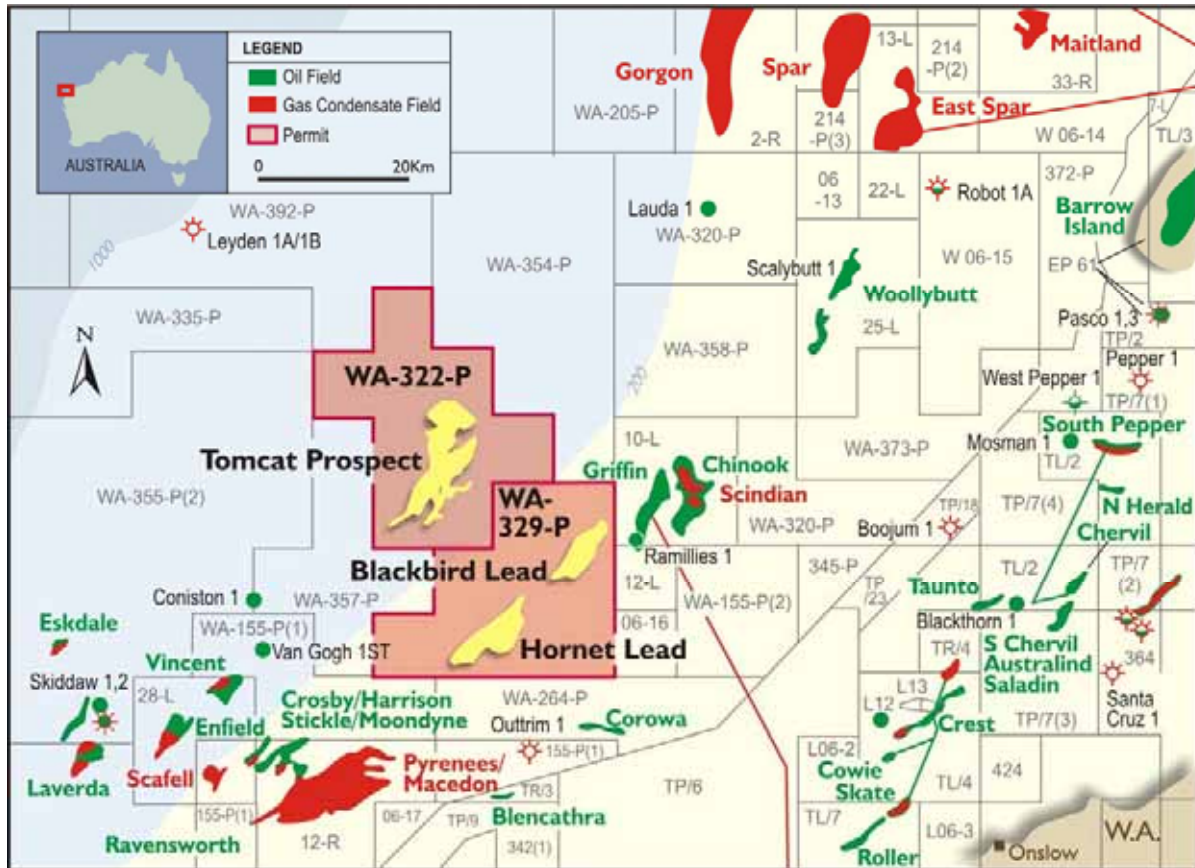 LEGEND
Oil Field
Gas Condensate Field
Permit
0 20Km
AUSTRALIA
13-L
214
-P(2)
Maitland
Gorgon
Spar
33-R
East Spar
WA-205-P
2-R
214
-P(3)
W 06-14
7-L
TL/3
WA-392-P
Leyden 1A/1B
1000
Lauda 1
WA-320-P
06
-13
22-L
Robot 1A
372-P
Barrow
Island
WA-354-P
Scalybutt 1
W 06-15
EP 61
Woollybutt
WA-335-P
25-L
Pasco 1,3
N
WA-358-P
TP/2
WA-322-P
200
West Pepper 1
Pepper 1
TP/7(1)
South Pepper
Tomcat Prospect
10-L
WA-373-P
Mosman 1
TL/2
Griffin
Chinook
Scindian
WA-355-P(2)
WA-
329-P
TP/18
TP/7(4)
N Herald
WA-320-P
Boojum 1
Chervil
Ramillies 1
345-P
Blackbird Lead
12-L
TP
/23
Taunto
TL/2
TP/7
(2)
Coniston 1
WA-357-P
WA-155-P(2)
Blackthorn 1
Eskdale
WA-155-P(1)
06-16
S Chervil
Australind
Saladin
Van Gogh 1ST
Hornet Lead
TR/4
364
Vincent
Skiddaw 1,2
28-L
WA-264-P
L13
L12
Santa
Cruz 1
Crosby/Harrison
Stickle/Moondyne
Outtrim 1
Corowa
Crest
TP/7(3)
Enfield
155-P(1)
L06-2
Laverda
Scafell
Pyrenees/
Macedon
Cowie
Skate
424
TR/3
TP/6
TL/4
155-P(1)
06-17
TP/9
Blencathra
TL/7
W.A.
Ravensworth
12-R
342(1)
Roller
L06-3
Onslow